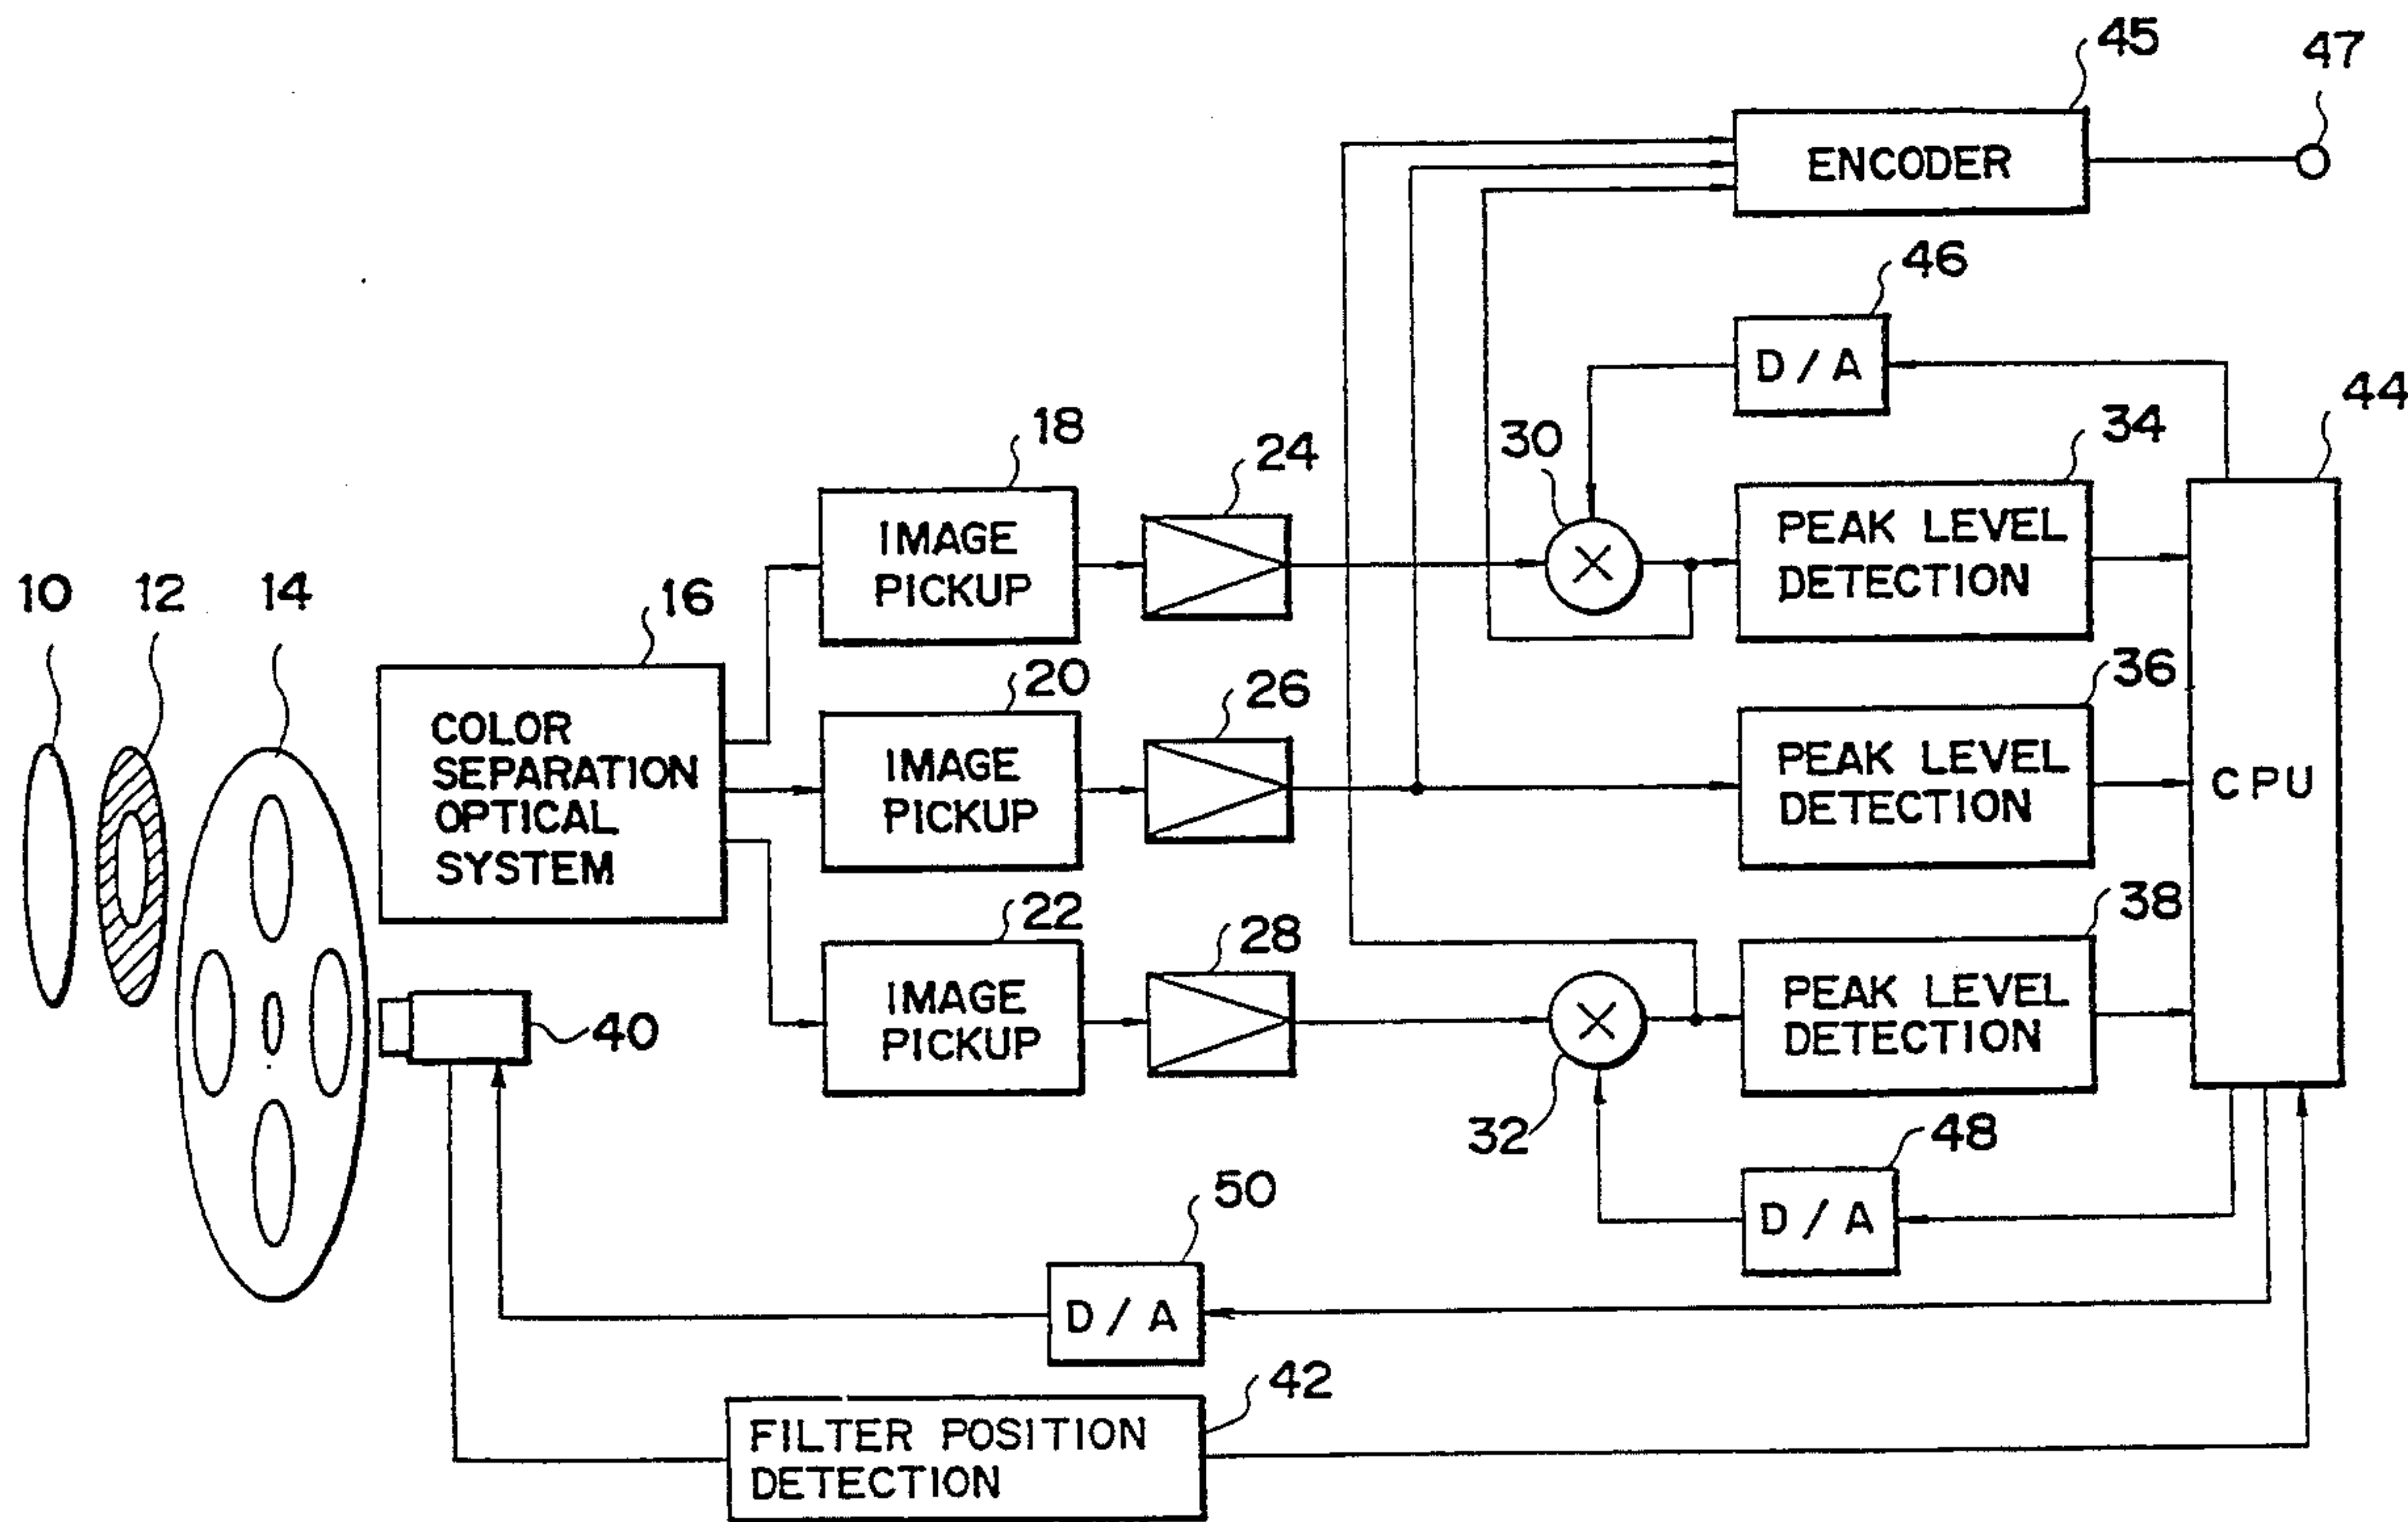 45
47
ENCODER
46
D / A
44
18
24
30
34
IMAGE
PICKUP
PEAK LEVEL
DETECTION
10
12
14
16
20
26
36
COLOR
SEPARATION
OPTICAL
SYSTEM
IMAGE
PICKUP
PEAK LEVEL
DETECTION
CPU
22
28
38
IMAGE
PICKUP
PEAK LEVEL
DETECTION
40
32
48
D / A
50
D / A
42
FILTER POSITION
DETECTION